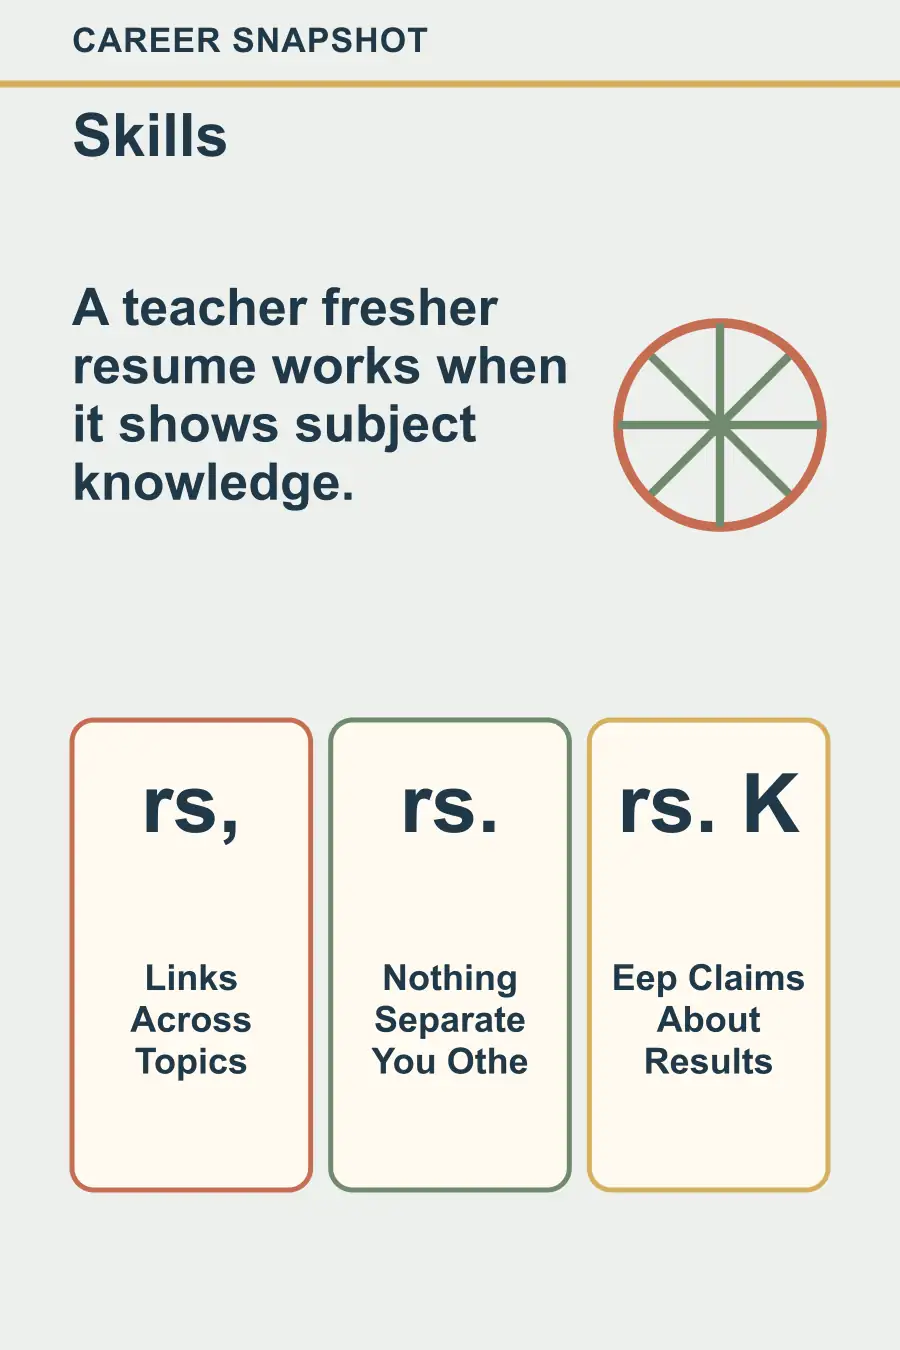 CAREER SNAPSHOT
Skills
A teacher fresher
resume works when
it shows subject
knowledge.
rs,
Links
Across
Topics
rs.
Nothing
Separate
You Othe
rs. K
Eep Claims
About
Results